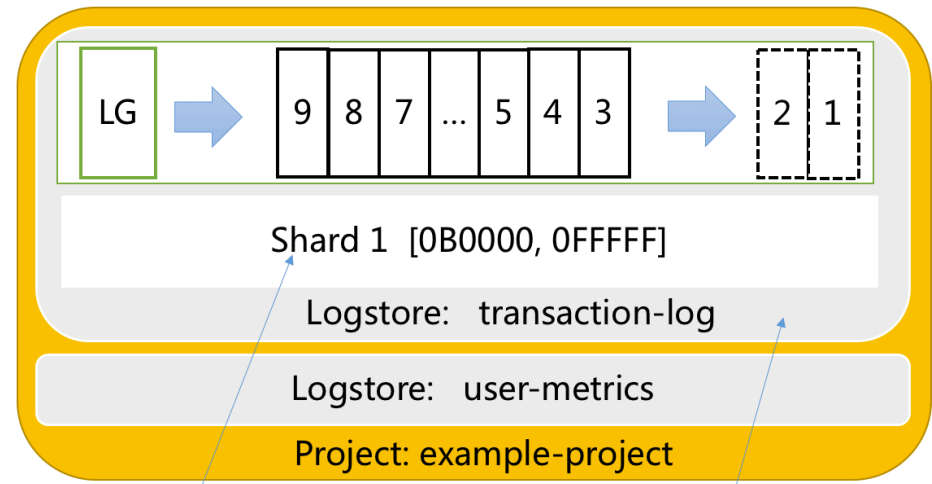 LG 9 8 7 ... 5 4 3 2 1
Shard 1 [0B0000, 0FFFFF]
Logstore: transaction-log
Logstore: user-metrics
Project: example-project